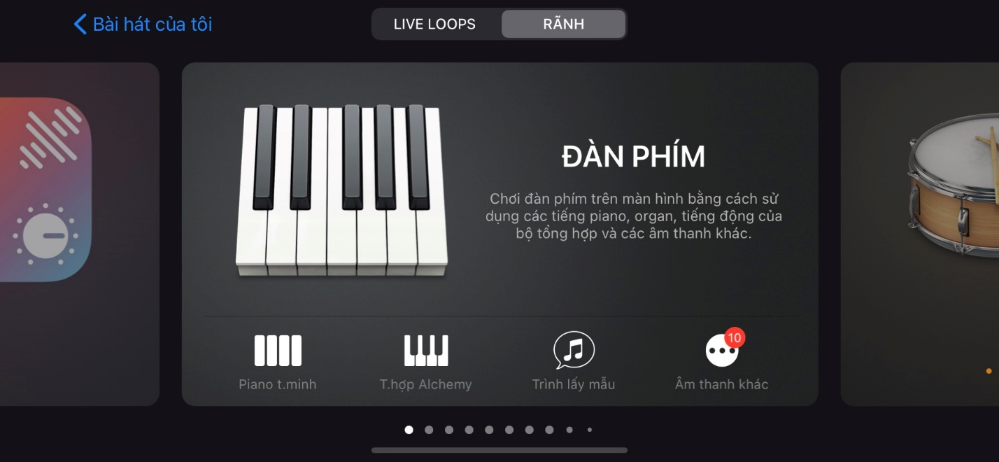 Bài hát của tôi
LIVE LOOPS
RÃNH
ĐÀN PHÍM
Chơi đàn phím trên màn hình bằng cách sử
dụng các tiếng piano, organ, tiếng động của
bộ tổng hợp và các âm thanh khác.
10
Piano t.minh
T.hợp Alchemy
Trình lấy mẫu
Âm thanh khác